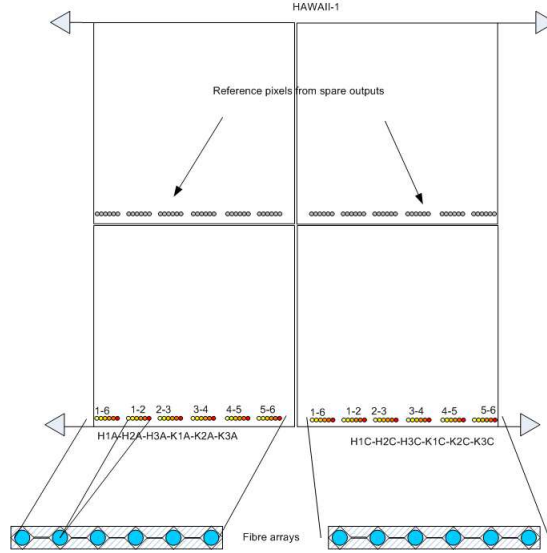 HAWAII-1
Reference pixels from spare outputs
1-6 1-2 2-3 3-4 4-5 5-6
1-6 1-2 2-3 3-4 4-5 5-6
H1A-H2A-H3A-K1A-K2A-K3A
H1C-H2C-H3C-K1C-K2C-K3C
Fibre arrays